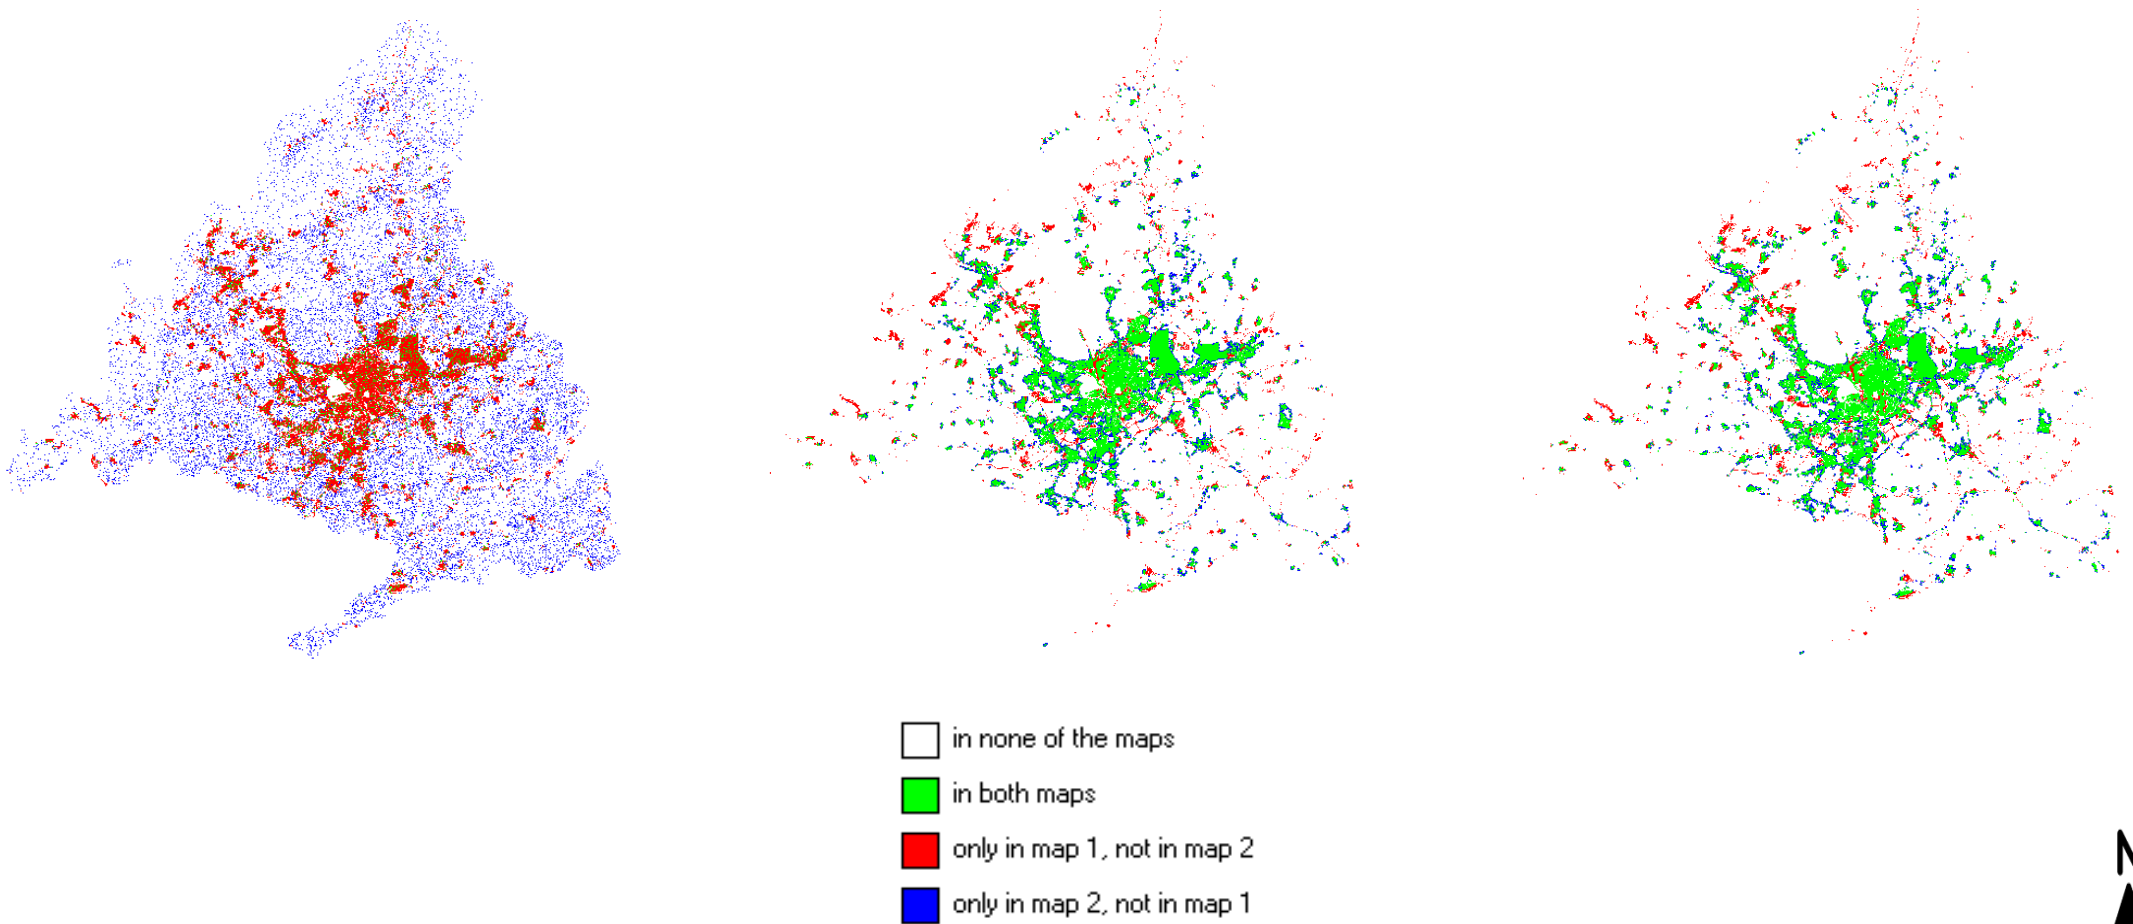 in none of the maps
in both maps
only in map 1, not in map 2
N
only in map 2, not in map 1